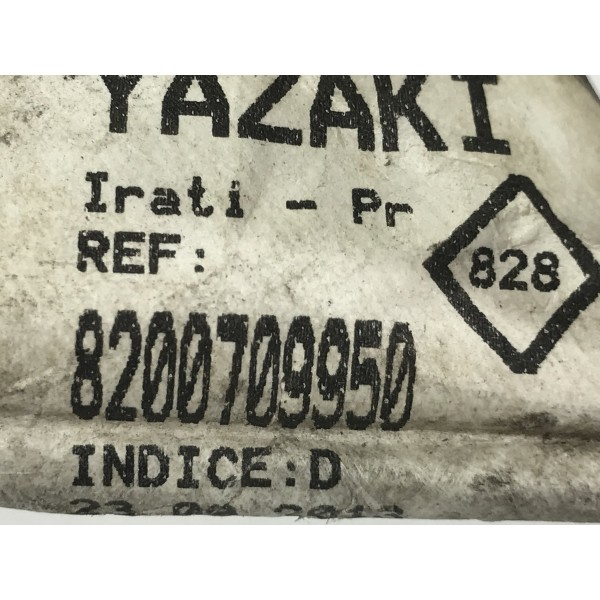 YAZAKI
Irati - Pr
REF:
828
8200709950
INDICE:D